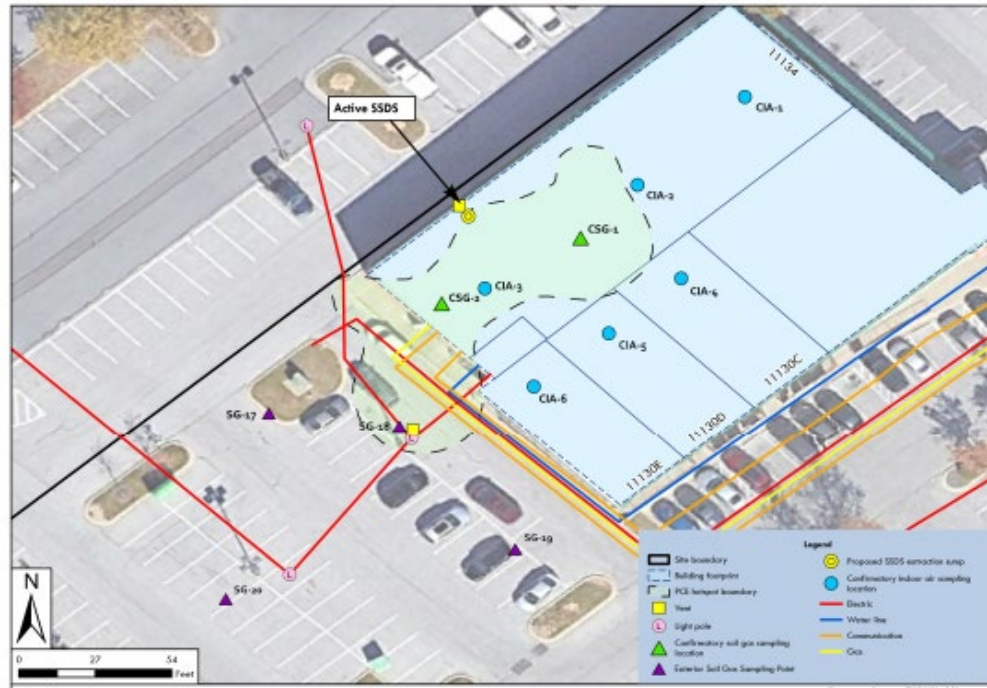 11134
CIA-1
L
Active SSDS
CIA-2
CSG-1
CIA-3
CSG-2
CIA-4
CIA-5
CIA-6
11130C
11130D
11130E
SG-17
SG-18
L
SG-19
SG-20
L
N
0 27 54
Feet
Legend
Site boundary
Building footprint
PCE hotspot boundary
Vent
L Light pole
Confirmatory soil gas sampling
location
Exterior Soil Gas Sampling Point
Proposed SSDS extraction sump
Confirmatory indoor air sampling
location
Electric
Water line
Communication
Gas